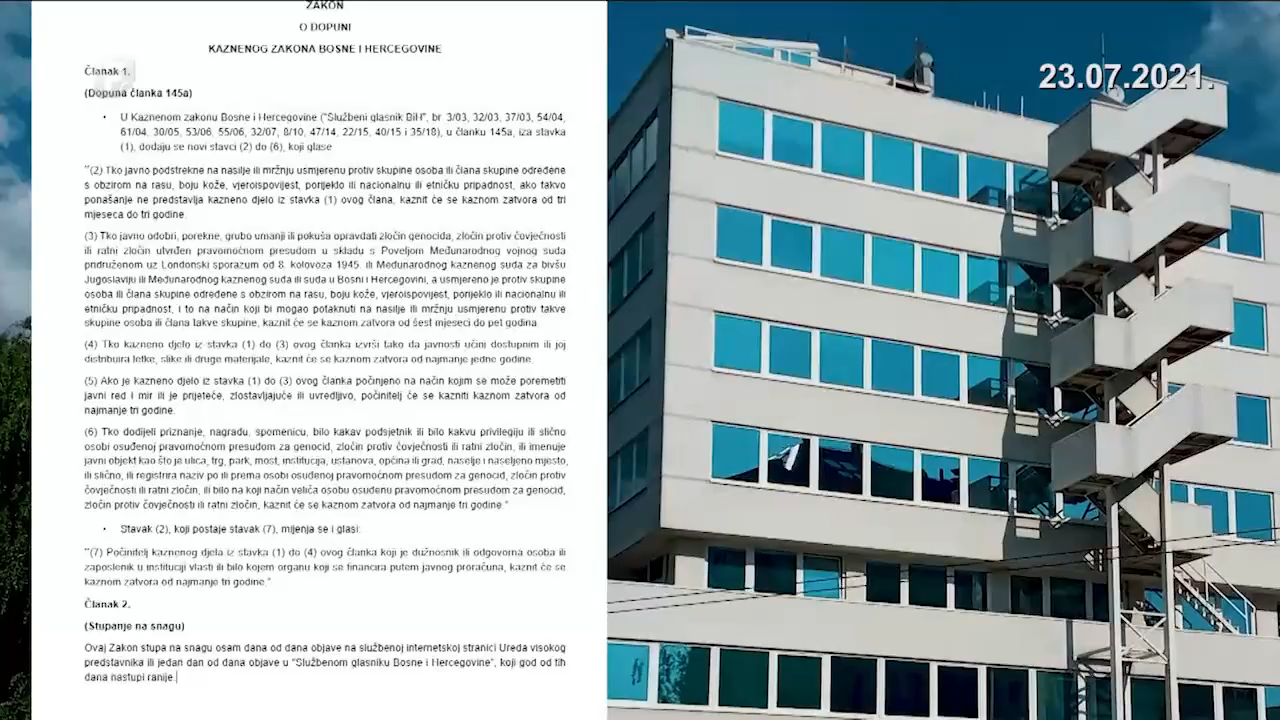 ZAKON
O DOPUNI
KAZNENOG ZAKONA BOSNE I HERCEGOVINE
Članak 1.
(Dopuna članka 145a)
• U Kaznenom zakonu Bosne i Hercegovine ("Službeni glasnik BiH", br. 3/03, 32/03, 37/03, 54/04,
61/04, 30/05, 53/06, 55/06, 32/07, 8/10, 47/14, 22/15, 40/15 i 35/18), u članku 145a, iza stavka
(1), dodaju se novi stavci (2) do (6), koji glase
"(2) Tko javno podstrekne na nasilje ili mržnju usmjerenu protiv skupine osoba ili člana skupine određene
s obzirom na rasu, boju kože, vjeroispovijest, porijeklo ili nacionalnu ili etničku pripadnost, ako takvo
ponašanje ne predstavlja kazneno djelo iz stavka (1) ovog člana, kaznit će se kaznom zatvora od tri
mjeseca do tri godine.
(3) Tko javno odobri, porekne, grubo umanji ili pokuša opravdati zločin genocida, zločin protiv čovječnosti
ili ratni zločin utvrđen pravomoćnom presudom u skladu s Poveljom Međunarodnog vojnog suda
pridruženom uz Londonski sporazum od 8. kolovoza 1945. ili Međunarodnog kaznenog suda za bivšu
Jugoslaviju ili Međunarodnog kaznenog suda ili suda u Bosni i Hercegovini, a usmjereno je protiv skupine
osoba ili člana skupine određene s obzirom na rasu, boju kože, vjeroispovijest, porijeklo ili nacionalnu ili
etničku pripadnost, i to na način koji bi mogao potaknuti na nasilje ili mržnju usmjerenu protiv takve
skupine osoba ili člana takve skupine, kaznit će se kaznom zatvora od šest mjeseci do pet godina.
(4) Tko kazneno djelo iz stavka (1) do (3) ovog članka izvrši tako da javnosti učini dostupnim ili joj
distribuira letke, slike ili druge materijale, kaznit će se kaznom zatvora od najmanje jedne godine.
(5) Ako je kazneno djelo iz stavka (1) do (3) ovog članka počinjeno na način kojim se može poremetiti
javni red i mir ili je prijeteće, zlostavljajuće ili uvredljivo, počinitelj će se kazniti kaznom zatvora od
najmanje tri godine.
(6) Tko dodijeli priznanje, nagradu, spomenicu, bilo kakav podsjetnik ili bilo kakvu privilegiju ili slično
osobi osuđenoj pravomoćnom presudom za genocid, zločin protiv čovječnosti ili ratni zločin, ili imenuje
javni objekt kao što je ulica, trg, park, most, institucija, ustanova, općina ili grad, naselje i naseljeno mjesto,
ili slično, ili registrira naziv po ili prema osobi osuđenoj pravomoćnom presudom za genocid, zločin protiv
čovječnosti ili ratni zločin, ili na bilo koji način veliča osobu osuđenu pravomoćnom presudom za genocid,
zločin protiv čovječnosti ili ratni zločin, kaznit će se kaznom zatvora od najmanje tri godine."
• Stavak (2), koji postaje stavak (7), mijenja se i glasi:
"(7) Počinitelj kaznenog djela iz stavka (1) do (4) ovog članka koji je dužnosnik ili odgovorna osoba ili
zaposlenik u instituciji vlasti ili bilo kojem organu koji se financira putem javnog proračuna, kaznit će se
kaznom zatvora od najmanje tri godine."
Članak 2.
(Stupanje na snagu)
Ovaj Zakon stupa na snagu osam dana od dana objave na službenoj internetskoj stranici Ureda visokog
predstavnika ili jedan dan od dana objave u "Službenom glasniku Bosne i Hercegovine", koji god od tih
dana nastupi ranije.
23.07.2021.